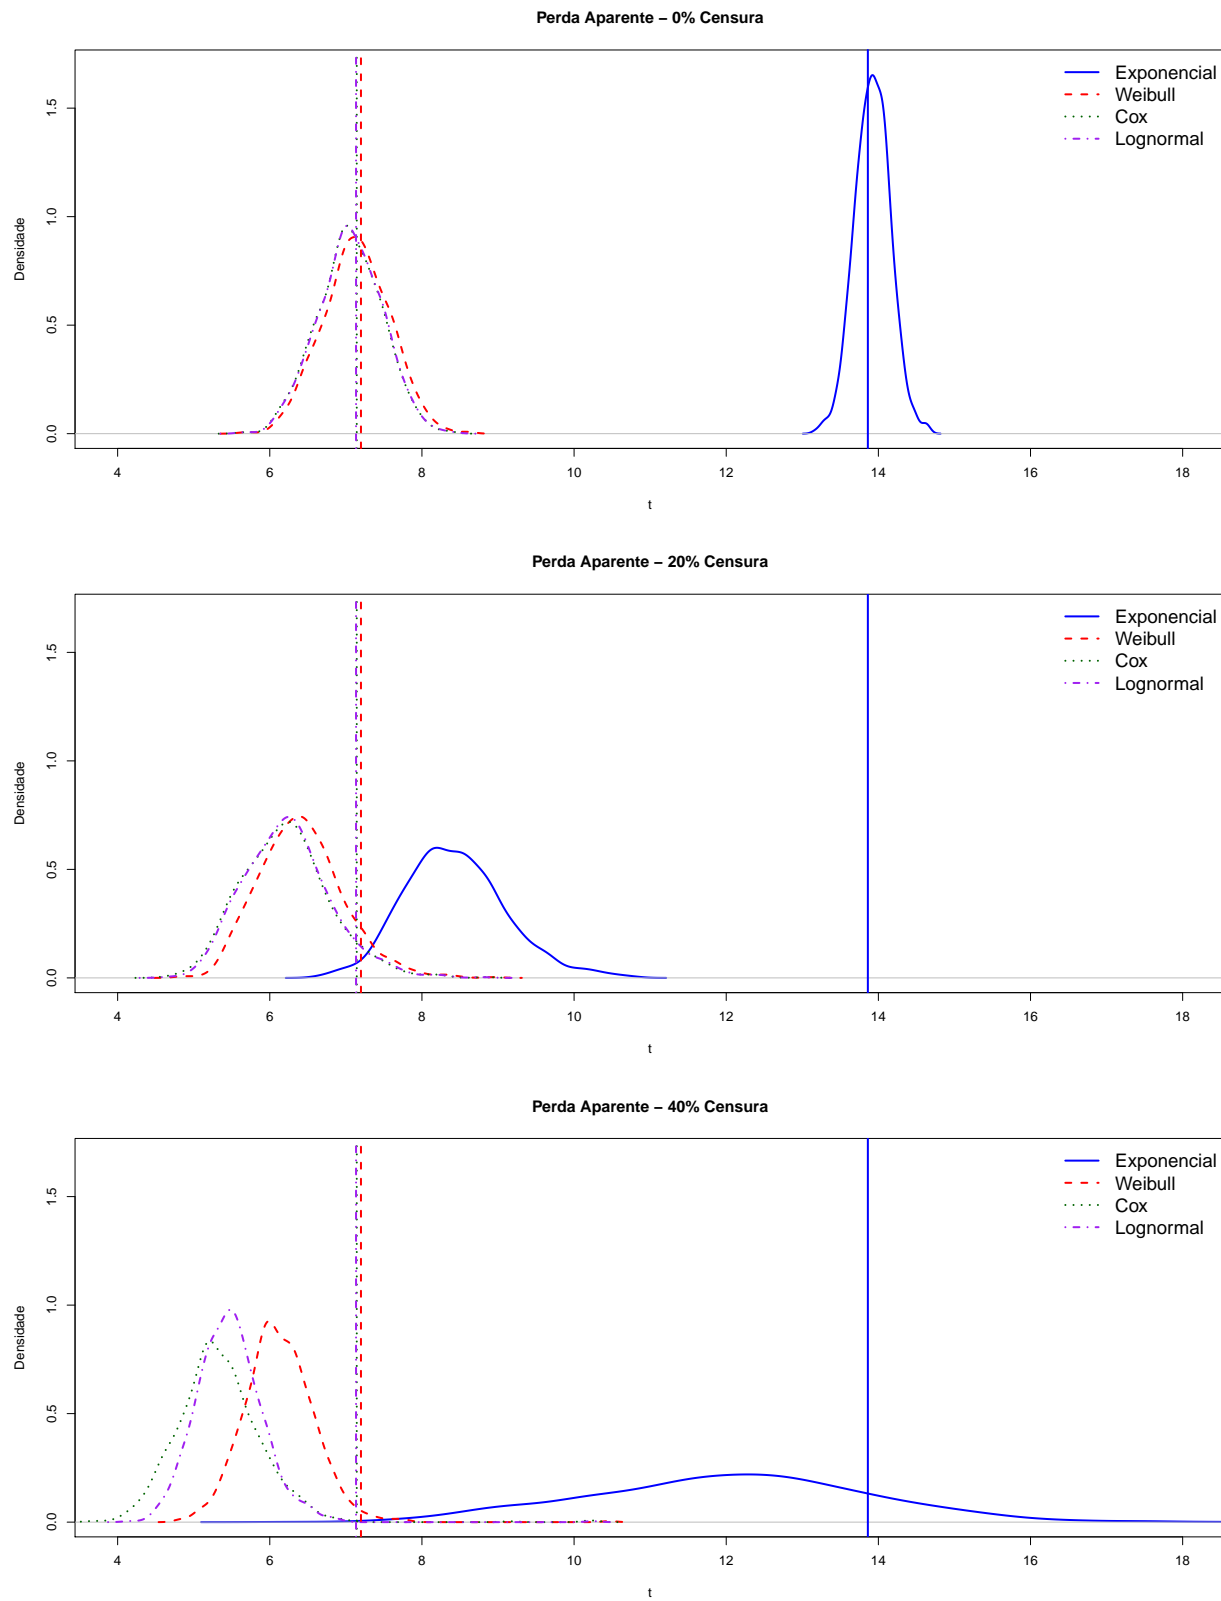 Perda Aparente – 0% Censura
Exponencial
Weibull
Cox
Lognormal
Densidade
0.0 0.5 1.0 1.5
4 6 8 10 12 14 16 18
t
Perda Aparente – 20% Censura
Exponencial
Weibull
Cox
Lognormal
Densidade
0.0 0.5 1.0 1.5
4 6 8 10 12 14 16 18
t
Perda Aparente – 40% Censura
Exponencial
Weibull
Cox
Lognormal
Densidade
0.0 0.5 1.0 1.5
4 6 8 10 12 14 16 18
t